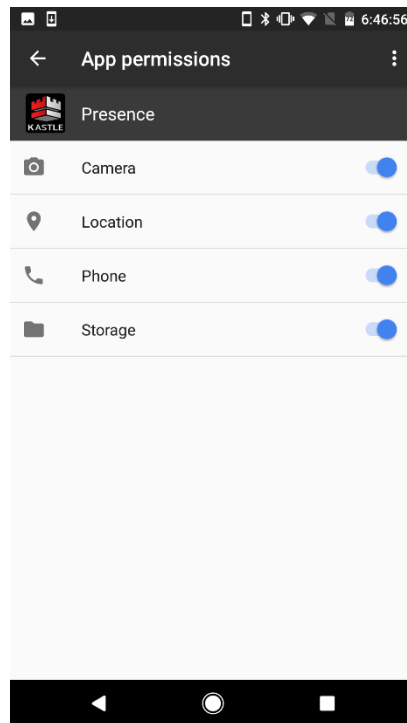 6:46:56
App permissions
KASTLE
Presence
Camera
Location
Phone
Storage